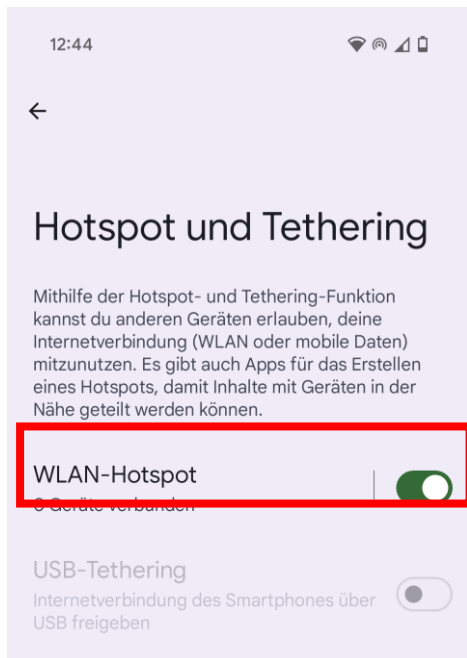 12:44
Hotspot und Tethering
Mithilfe der Hotspot- und Tethering-Funktion
kannst du anderen Geräten erlauben, deine
Internetverbindung (WLAN oder mobile Daten)
mitzunutzen. Es gibt auch Apps für das Erstellen
eines Hotspots, damit Inhalte mit Geräten in der
Nähe geteilt werden können.
WLAN-Hotspot
Geräte verbunden
USB-Tethering
Internetverbindung des Smartphones über
USB freigeben